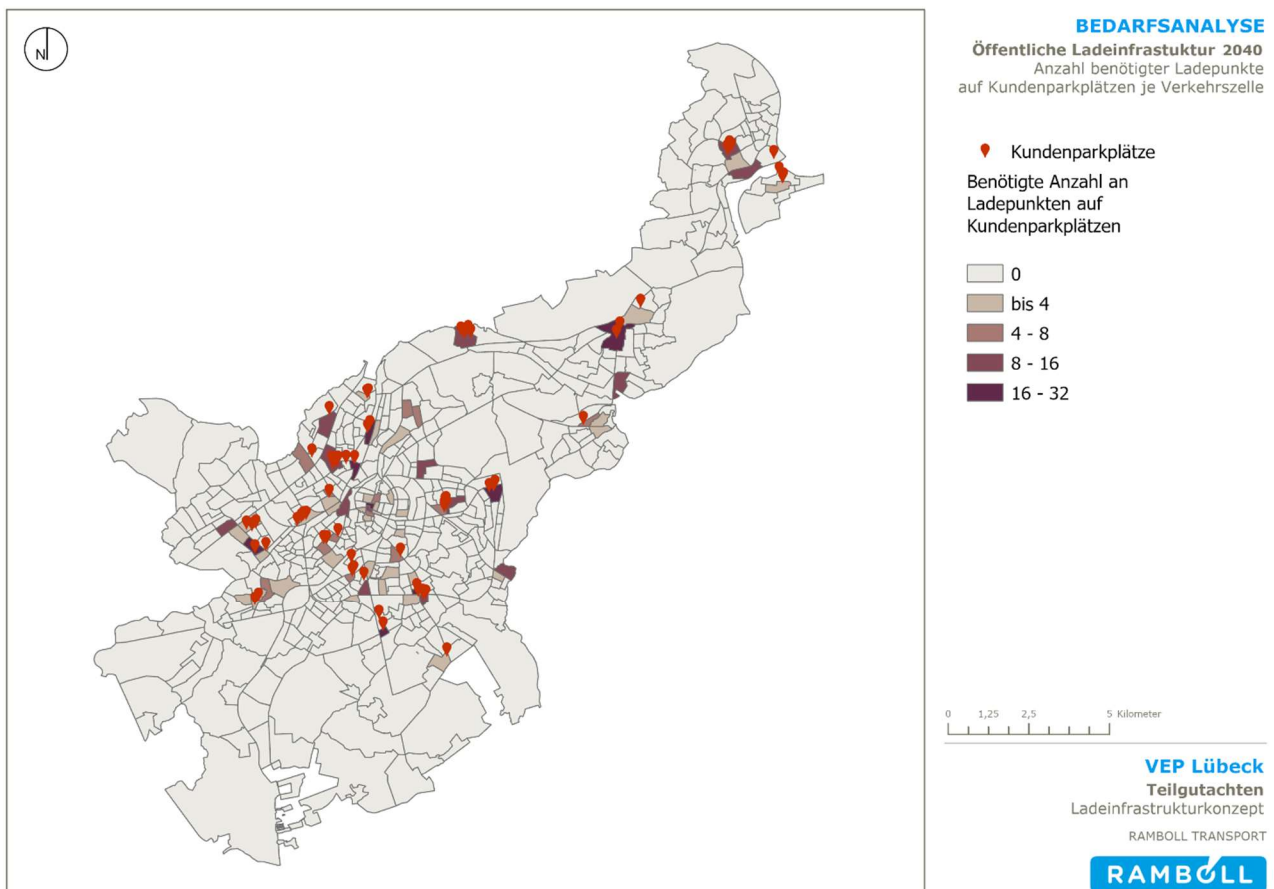 N
BEDARFSANALYSE
Öffentliche Ladeinfrastuktur 2040
Anzahl benötigter Ladepunkte
auf Kundenparkplätzen je Verkehrszelle
Kundenparkplätze
Benötigte Anzahl an
Ladepunkten auf
Kundenparkplätzen
0
bis 4
4 - 8
8 - 16
16 - 32
0 1,25 2,5 5 Kilometer
VEP Lübeck
Teilgutachten
Ladeinfrastrukturkonzept
RAMBOLL TRANSPORT
RAMBOLL